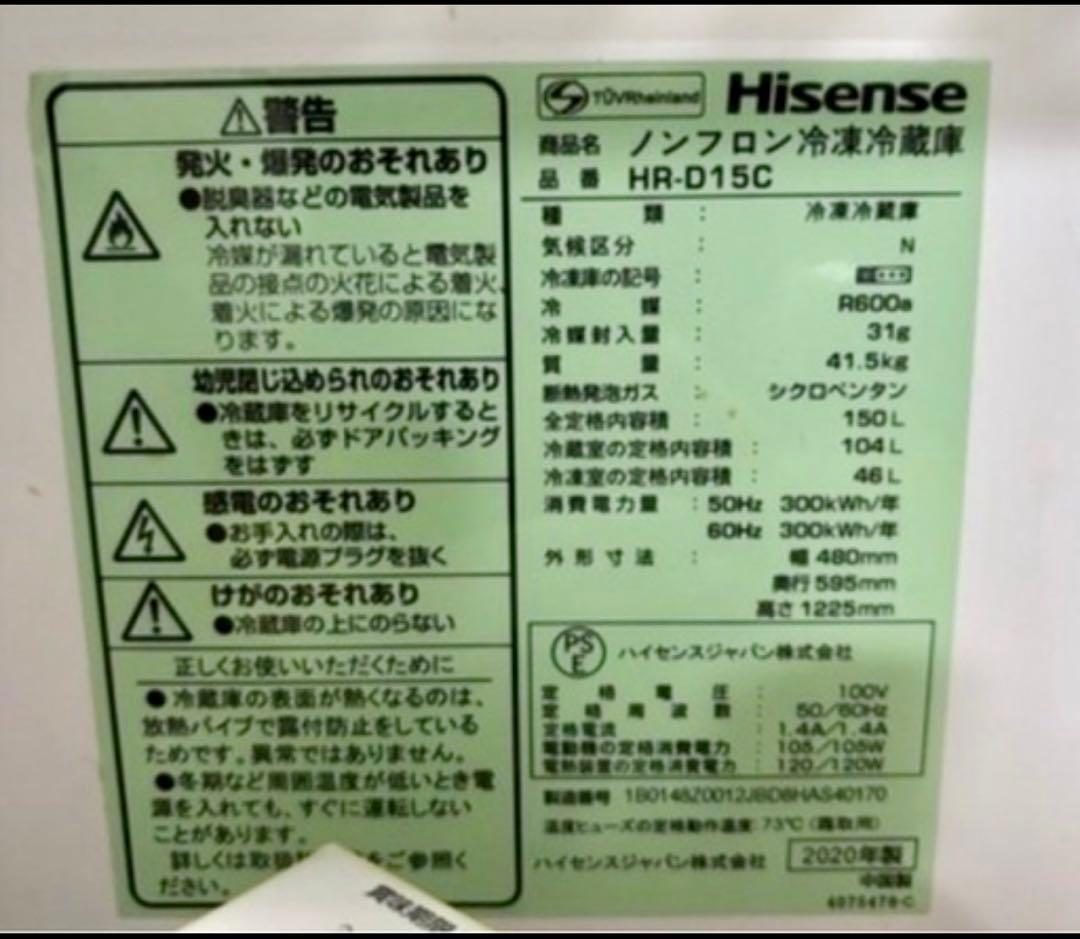 ⚠警告
発火・爆発のおそれあり
●脱臭器などの電気製品を
入れない
冷媒が漏れていると電気製
品の接点の火花による着火、
着火による爆発の原因にな
ります。
幼児閉じ込められのおそれあり
●冷蔵庫をリサイクルすると
きは、必ずドアパッキング
をはずす
感電のおそれあり
●お手入れの際は、
必ず電源プラグを抜く
けがのおそれあり
●冷蔵庫の上にのらない
正しくお使いいただくために
●冷蔵庫の表面が熱くなるのは、
放熱パイプで露付防止をしている
ためです。異常ではありません。
●冬期など周囲温度が低いとき電
源を入れても、すぐに運転しない
ことがあります。
詳しくは取扱 をご参照く
ださい。
TÜVRheinland Hisense
商品名 ノンフロン冷凍冷蔵庫
品番 HR-D15C
種類 : 冷凍冷蔵庫
気候区分 : N
冷凍庫の記号 :
冷媒 : R600a
冷媒封入量 : 31g
質量 : 41.5kg
断熱発泡ガス : シクロペンタン
全定格内容積 : 150L
冷蔵室の定格内容積 : 104L
冷凍室の定格内容積 : 46L
消費電力量 : 50Hz 300kWh/年
60Hz 300kWh/年
外形寸法 : 幅 480mm
奥行 595mm
高さ 1225mm
PSE ハイセンスジャパン株式会社
定格電圧 : 100V
定格周波数 : 50/60Hz
定格電流 : 1.4A/1.4A
電動機の定格消費電力 : 105/105W
電熱装置の定格消費電力 : 120/120W
製造番号 1B0148Z0012JBD8HAS40170
温度ヒューズの定格動作温度:73℃(霜取用)
ハイセンスジャパン株式会社 2020年製
中国製
賞味期限